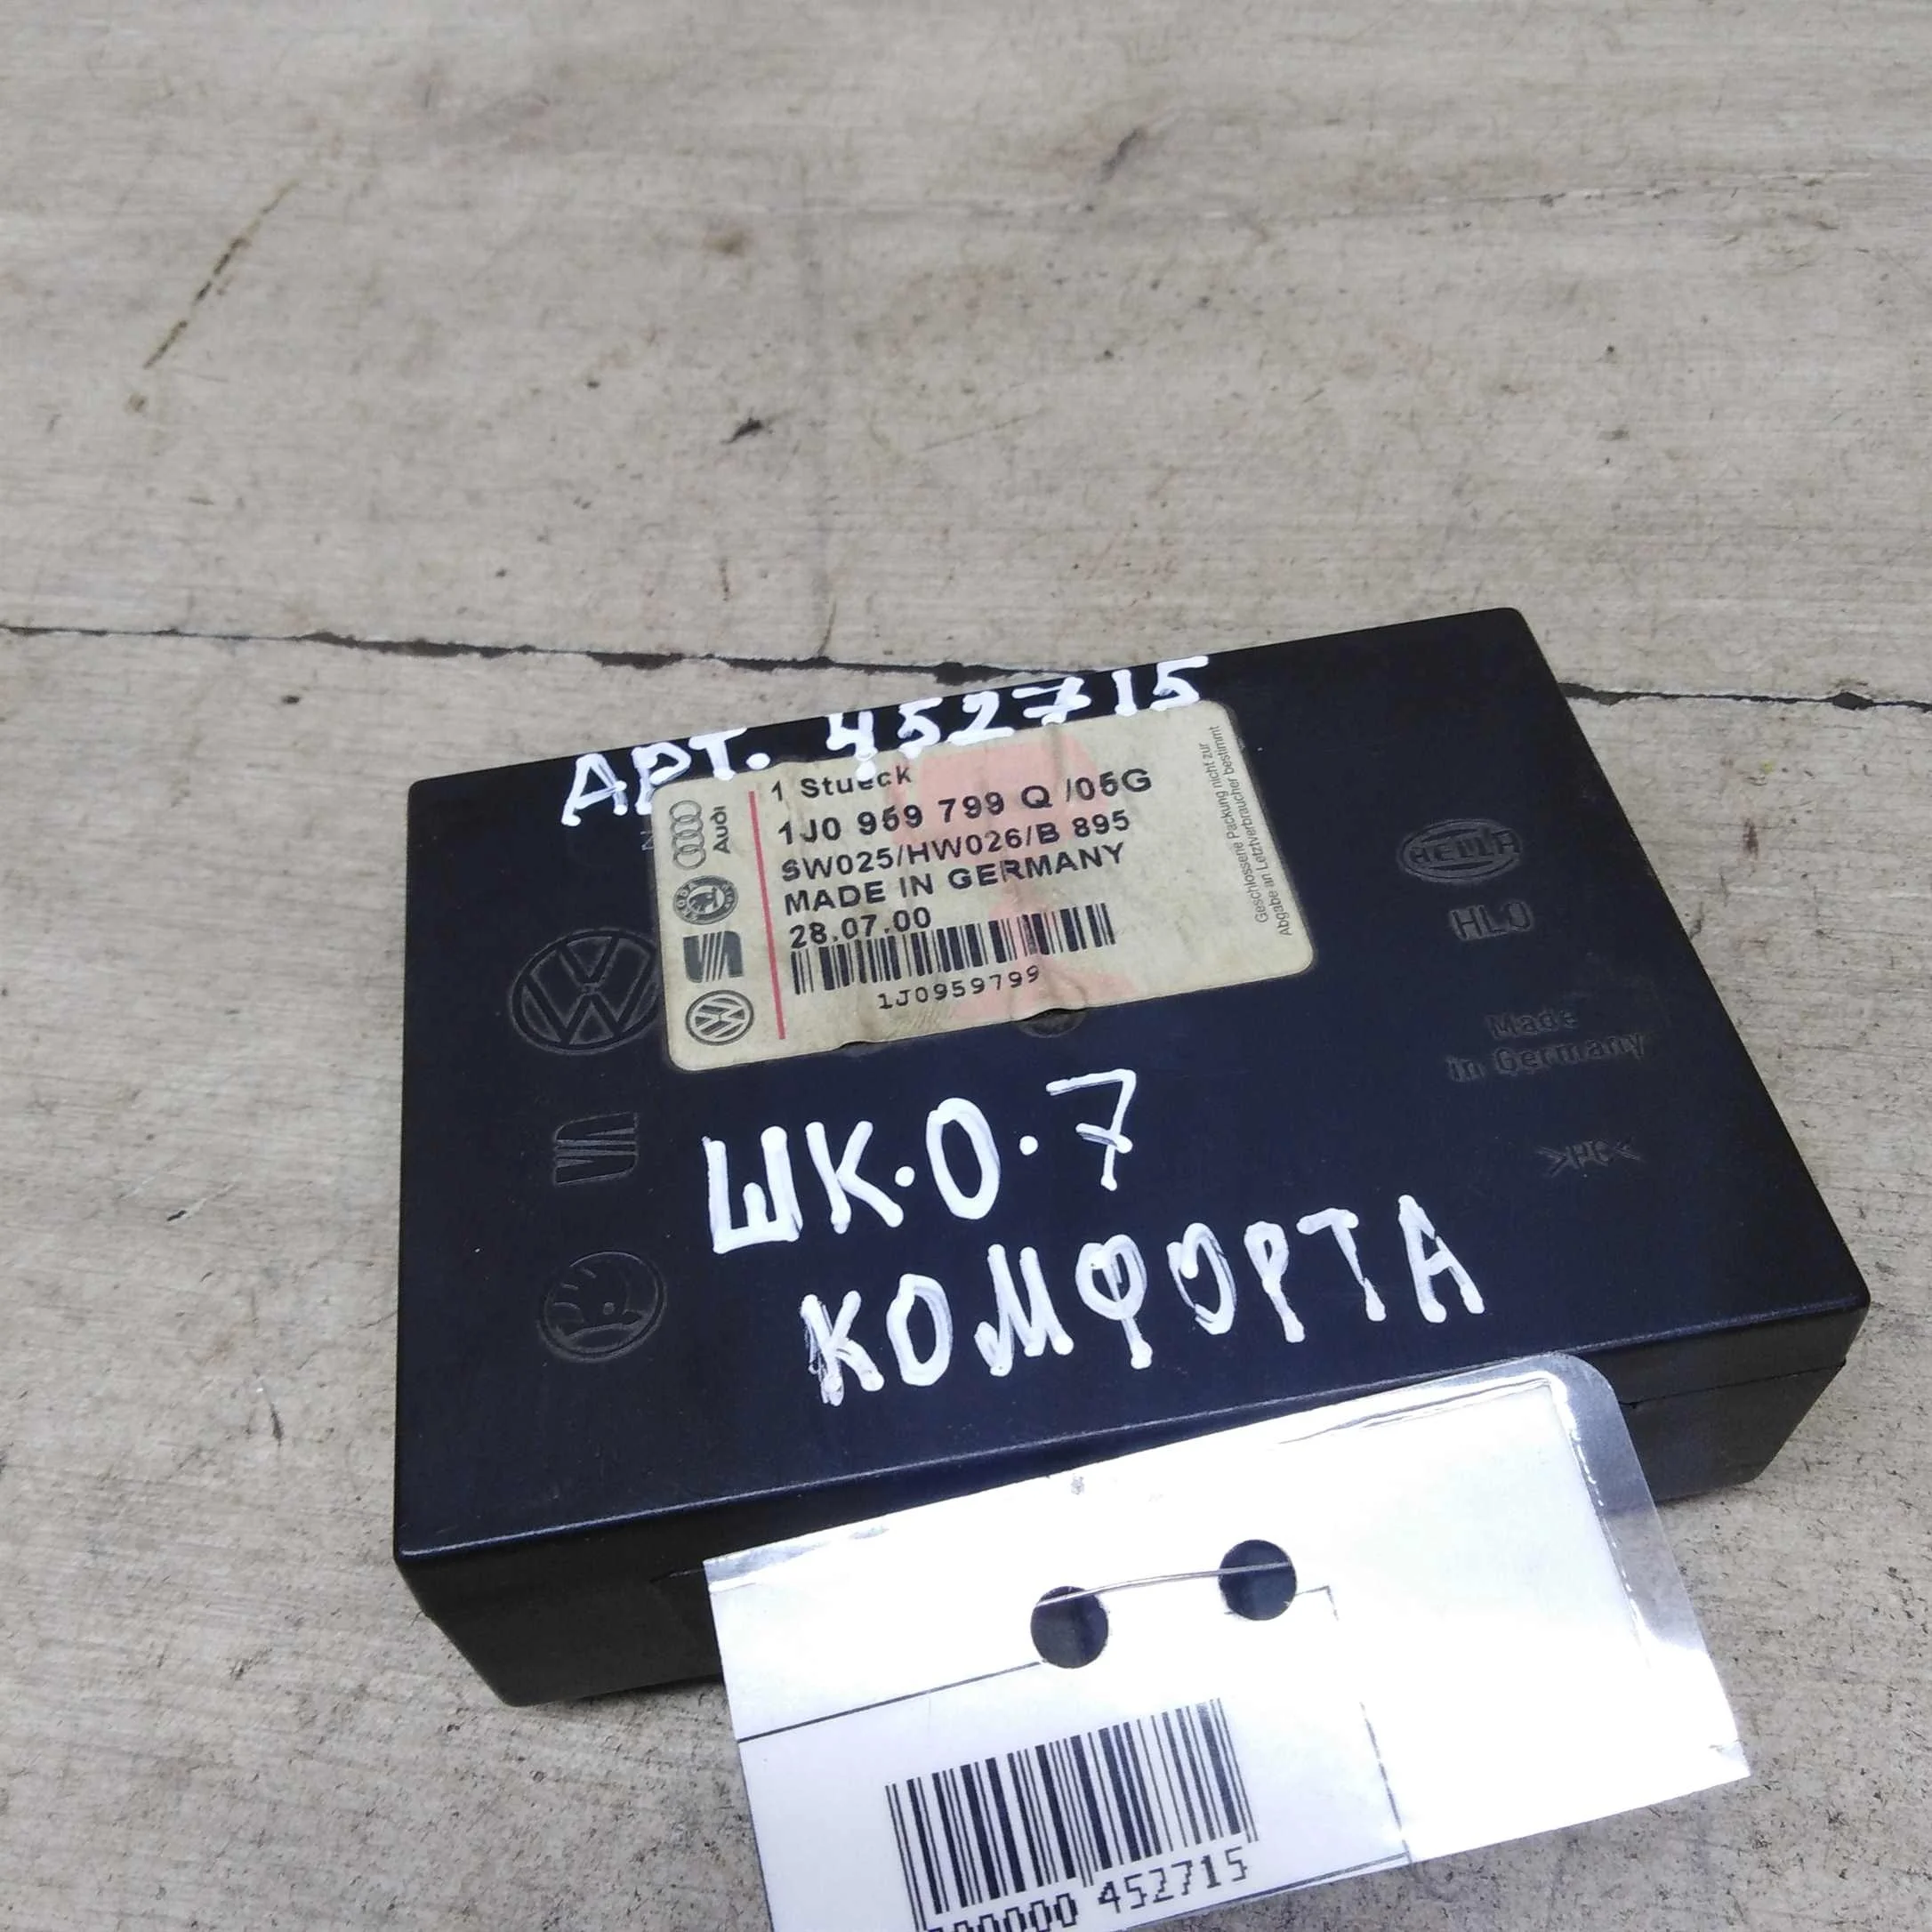 АРТ. 452715
1 Stueck
1J0 959 799 Q /05G
SW025/HW026/B 895
MADE IN GERMANY
28.07.00
1J0959799
Audi
Geschlossene Packung nicht zur
Abgabe an Letztverbraucher bestimmt
HELLA
HLO
Made
in Germany
ШК.О.7
КОМФОРТА
452715